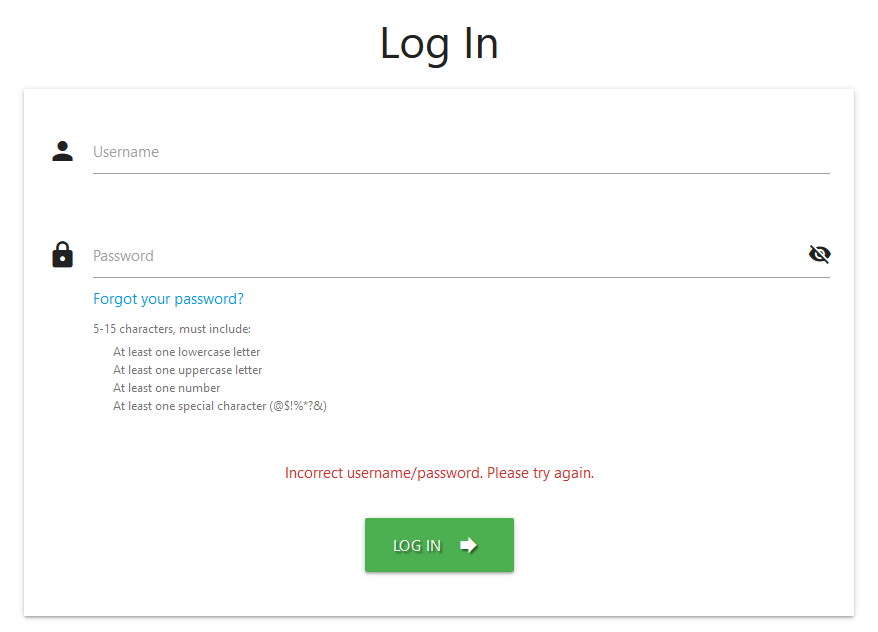 Log In
Username
Password
Forgot your password?
5-15 characters, must include:
At least one lowercase letter
At least one uppercase letter
At least one number
At least one special character (@$!%*?&)
Incorrect username/password. Please try again.
LOG IN